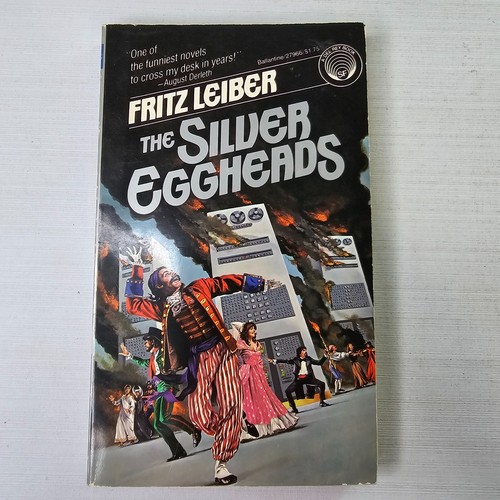 "One of
the funniest novels
to cross my desk in years!"
—August Derleth
Ballantine/27966/$1.75
A DEL REY BOOK
SF
FRITZ LEIBER
THE SILVER
EGGHEADS